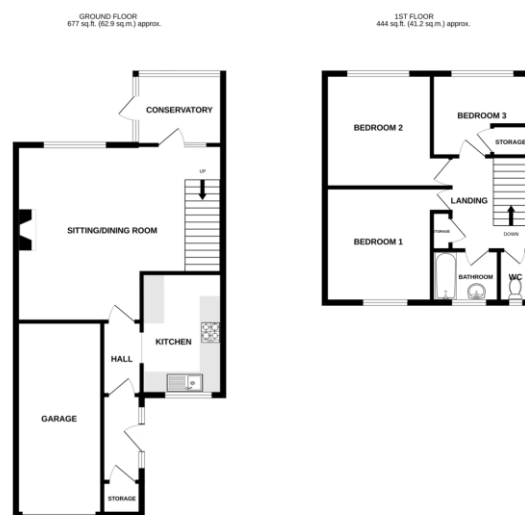 GROUND FLOOR
677 sq.ft. (62.9 sq.m.) approx.
1ST FLOOR
444 sq.ft. (41.2 sq.m.) approx.
CONSERVATORY
UP
SITTING/DINING ROOM
KITCHEN
HALL
GARAGE
STORAGE
BEDROOM 2
BEDROOM 3
STORAGE
LANDING
STORAGE
DOWN
BEDROOM 1
BATHROOM
WC